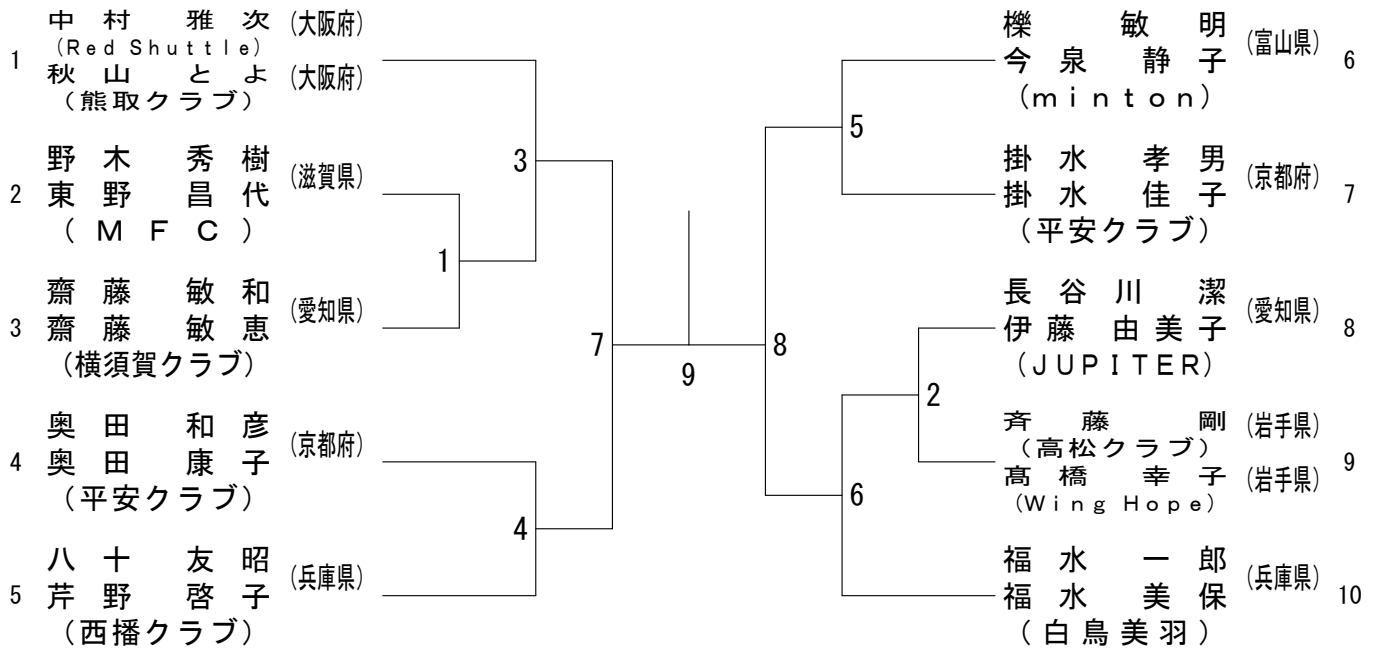 中村 雅次 (大阪府)
(Red Shuttle)
1
秋山 とよ (大阪府)
(熊取クラブ)
野木 秀樹 (滋賀県)
2 東野 昌代
(MFC)
齋藤 敏和 (愛知県)
3 齋藤 敏恵
(横須賀クラブ)
奥田 和彦 (京都府)
4 奥田 康子
(平安クラブ)
八十 友昭 (兵庫県)
5 芹野 啓子
(西播クラブ)
3
1
7
4
9
8
5
2
6
櫟 敏明 (富山県)
今泉 静子 6
(minton)
掛水 孝男 (京都府)
掛水 佳子 7
(平安クラブ)
長谷川 潔 (愛知県)
伊藤 由美子 8
(JUPITER)
斉藤 剛 (岩手県)
(高松クラブ)
9
髙橋 幸子 (岩手県)
(Wing Hope)
福水 一郎 (兵庫県)
福水 美保 10
(白鳥美羽)